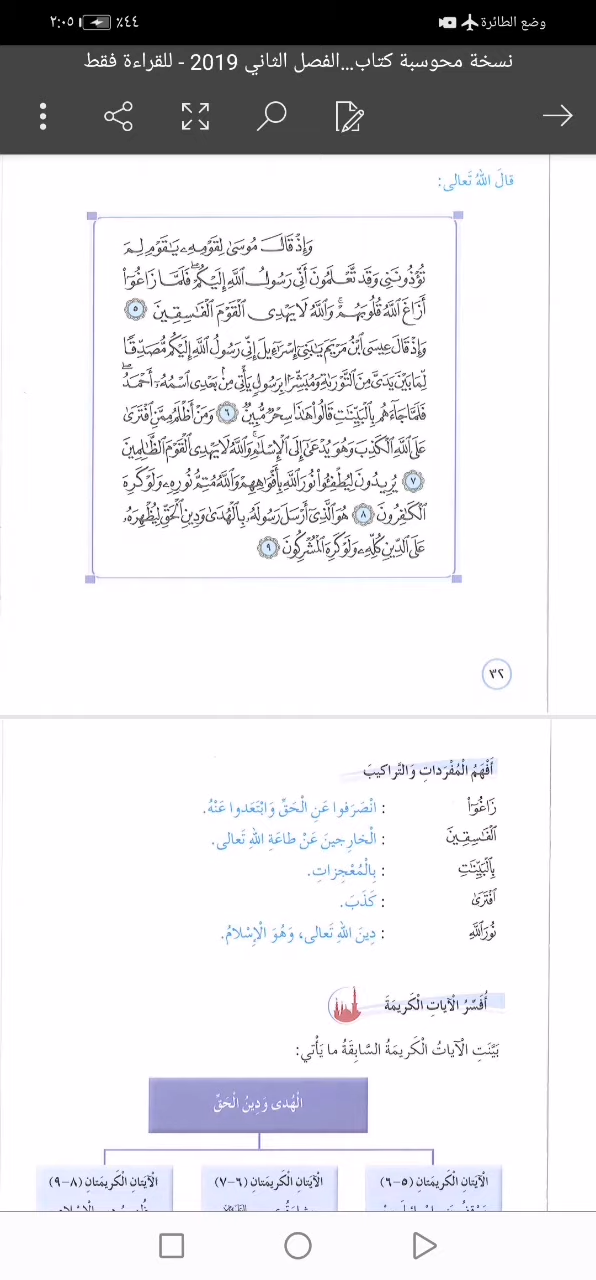 وضع الطائرة
٪٤٤ ٢:٠٥
نسخة محوسبة كتاب...الفصل الثاني 2019 - للقراءة فقط
قالَ اللهُ تَعالى:
وَإِذْ قَالَ مُوسَىٰ لِقَوْمِهِۦ يَٰقَوْمِ لِمَ
تُؤْذُونَنِي وَقَد تَّعْلَمُونَ أَنِّي رَسُولُ ٱللَّهِ إِلَيْكُمْۖ فَلَمَّا زَاغُوٓا۟
أَزَاغَ ٱللَّهُ قُلُوبَهُمْۚ وَٱللَّهُ لَا يَهْدِى ٱلْقَوْمَ ٱلْفَٰسِقِينَ ٥
وَإِذْ قَالَ عِيسَى ٱبْنُ مَرْيَمَ يَٰبَنِىٓ إِسْرَٰٓءِيلَ إِنِّى رَسُولُ ٱللَّهِ إِلَيْكُم مُّصَدِّقًا
لِّمَا بَيْنَ يَدَىَّ مِنَ ٱلتَّوْرَىٰةِ وَمُبَشِّرًۢا بِرَسُولٍ يَأْتِى مِنۢ بَعْدِى ٱسْمُهُۥٓ أَحْمَدُۖ
فَلَمَّا جَآءَهُم بِٱلْبَيِّنَٰتِ قَالُوا۟ هَٰذَا سِحْرٌ مُّبِينٌ ٦ وَمَنْ أَظْلَمُ مِمَّنِ ٱفْتَرَىٰ
عَلَى ٱللَّهِ ٱلْكَذِبَ وَهُوَ يُدْعَىٰٓ إِلَى ٱلْإِسْلَٰمِۚ وَٱللَّهُ لَا يَهْدِى ٱلْقَوْمَ ٱلظَّٰلِمِينَ
٧ يُرِيدُونَ لِيُطْفِـُٔوا۟ نُورَ ٱللَّهِ بِأَفْوَٰهِهِمْ وَٱللَّهُ مُتِمُّ نُورِهِۦ وَلَوْ كَرِهَ
ٱلْكَٰفِرُونَ ٨ هُوَ ٱلَّذِىٓ أَرْسَلَ رَسُولَهُۥ بِٱلْهُدَىٰ وَدِينِ ٱلْحَقِّ لِيُظْهِرَهُۥ
عَلَى ٱلدِّينِ كُلِّهِۦ وَلَوْ كَرِهَ ٱلْمُشْرِكُونَ ٩
٣٢
أَفْهَمُ الْمُفْرَداتِ وَالتَّراكيبَ
زَاغُوٓا۟ : انْصَرَفوا عَنِ الْحَقِّ وَابْتَعَدوا عَنْهُ.
ٱلْفَٰسِقِينَ : الْخارِجينَ عَنْ طاعَةِ اللهِ تَعالى.
بِٱلْبَيِّنَٰتِ : بِالْمُعْجِزاتِ.
ٱفْتَرَىٰ : كَذَبَ.
نُورَ ٱللَّهِ : دِينَ اللهِ تَعالى، وَهُوَ الْإِسْلامُ.
أُفَسِّرُ الْآياتِ الْكَريمَةَ
بَيَّنَتِ الْآياتُ الْكَريمَةُ السَّابِقَةُ ما يَأْتي:
الْهُدى وَدِينُ الْحَقِّ
الْآيَتانِ الْكَريمَتانِ (٥-٦)
الْآيَتانِ الْكَريمَتانِ (٦-٧)
الْآيَتانِ الْكَريمَتانِ (٨-٩)